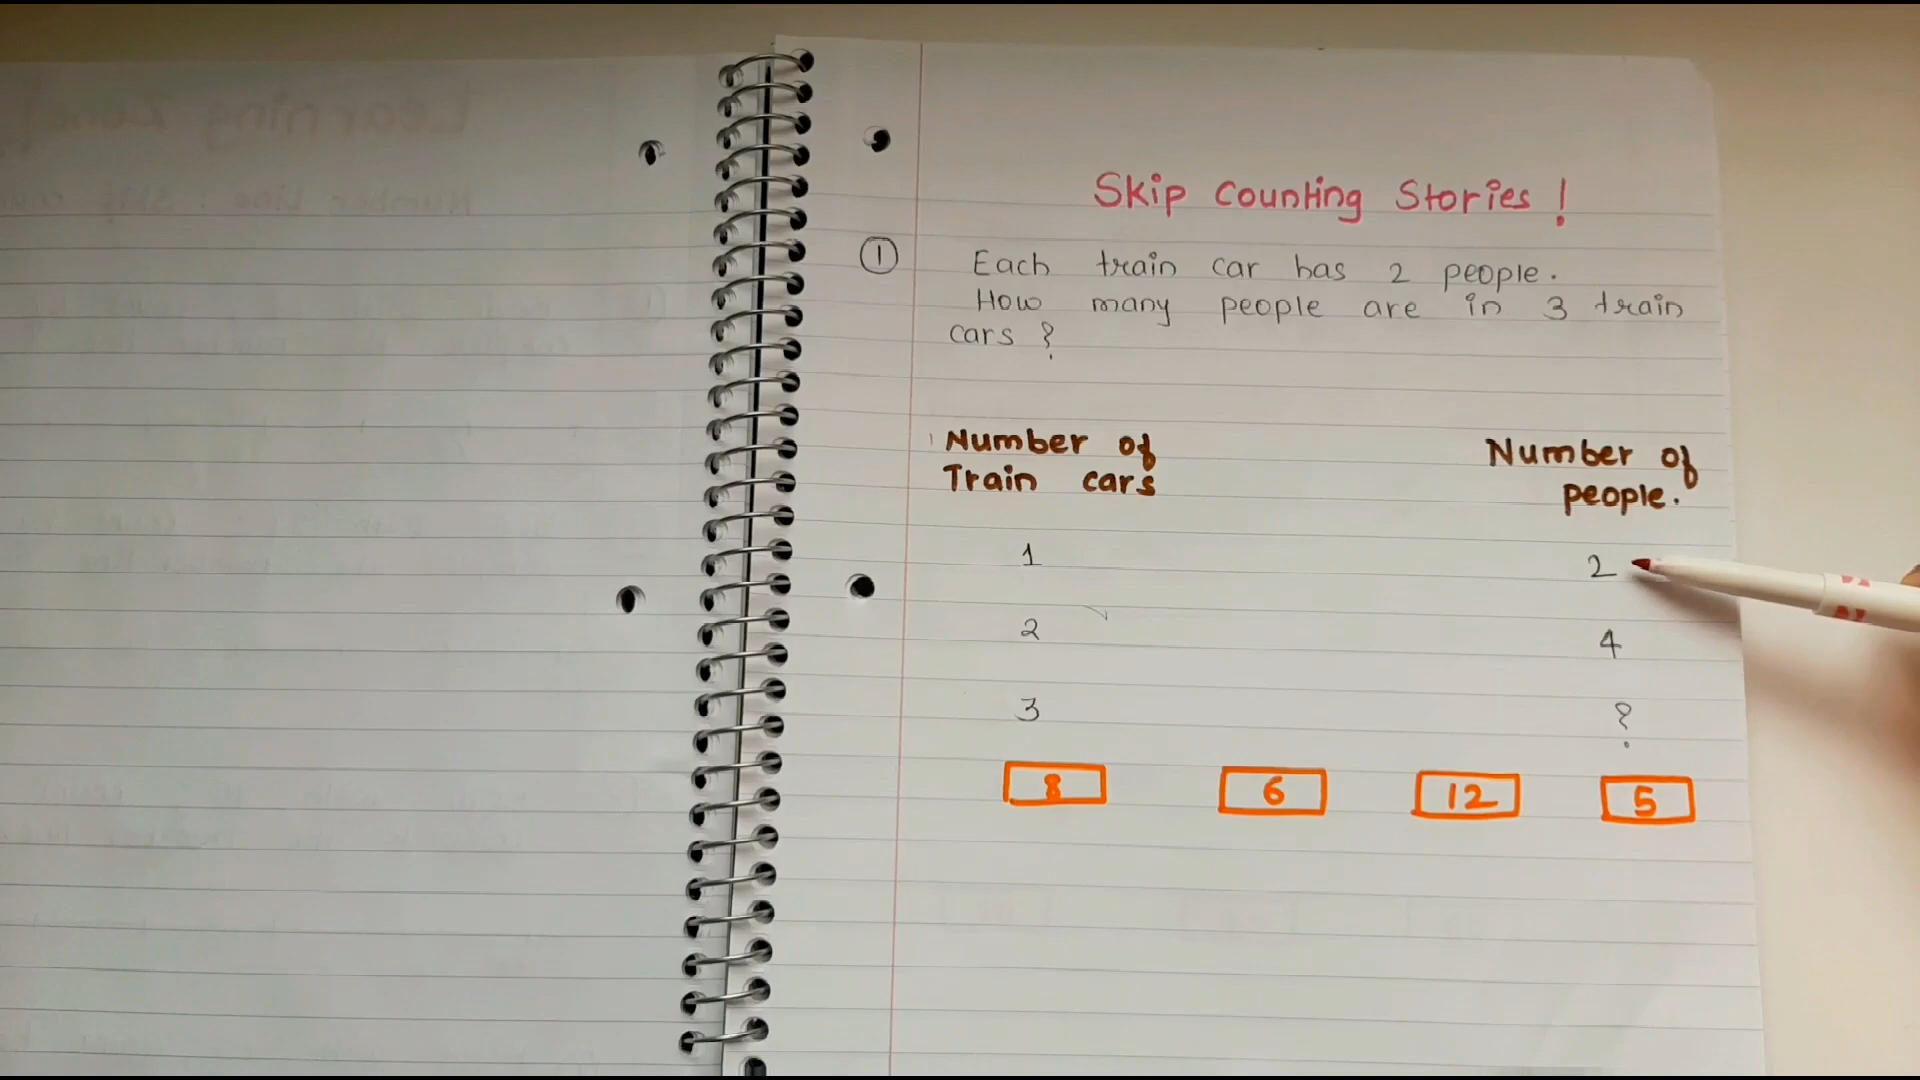 Skip Counting Stories!
① Each train car has 2 people.
How many people are in 3 train
cars?
Number of Number of
Train cars people.
1 2
2 4
3 ?
8 6 12 5